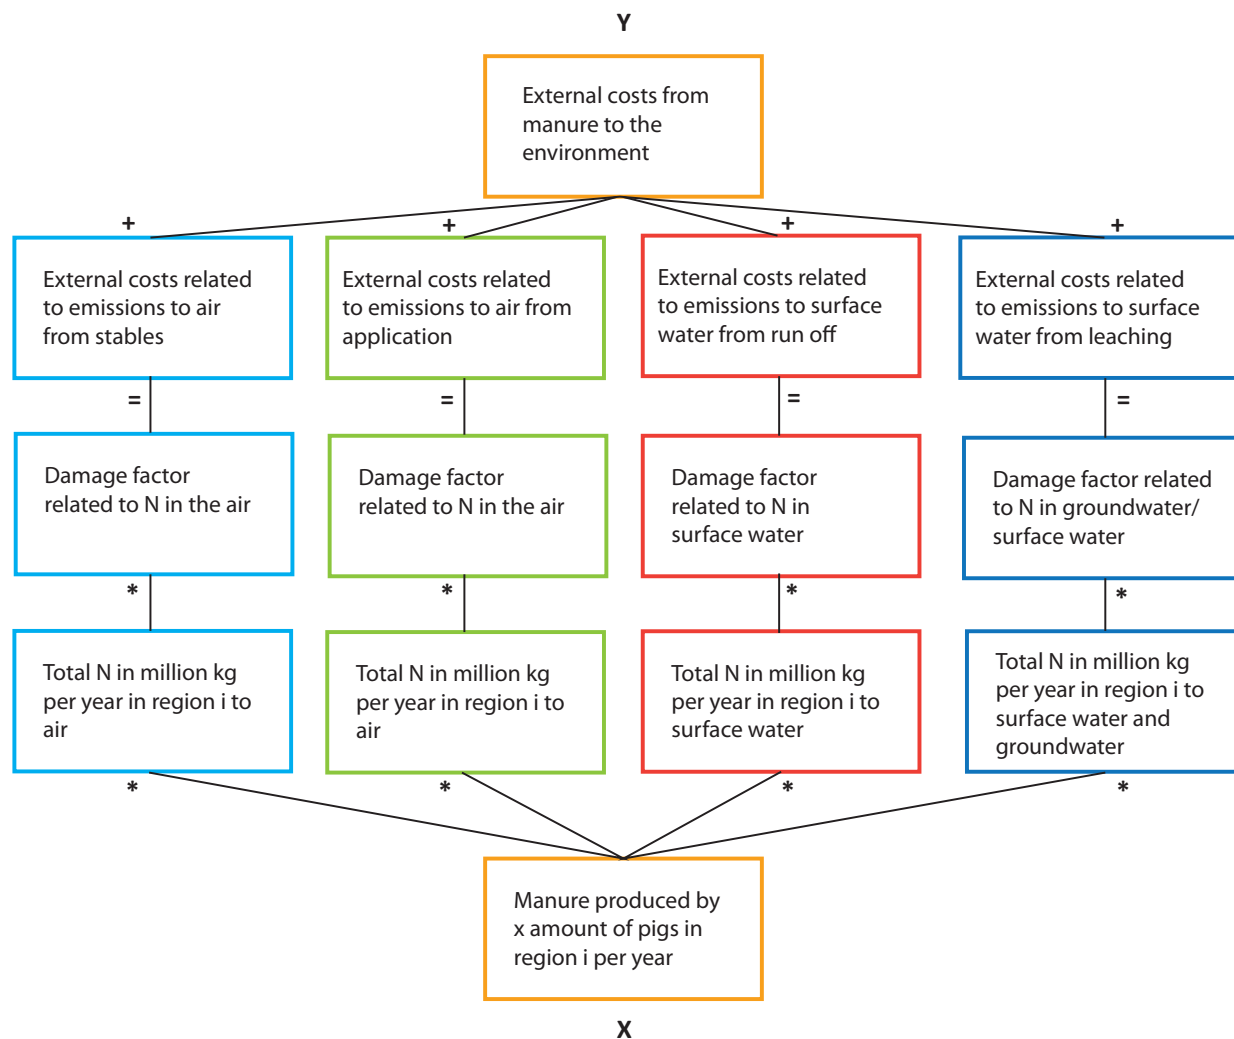 Y
External costs from
manure to the
environment
+
+
+
+
External costs related
to emissions to air
from stables
External costs related
to emissions to air from
application
External costs related
to emissions to surface
water from run off
External costs related
to emissions to surface
water from leaching
=
=
=
=
Damage factor
related to N in the air
Damage factor
related to N in the air
Damage factor
related to N in
surface water
Damage factor related
to N in groundwater/
surface water
*
*
*
*
Total N in million kg
per year in region i to
air
Total N in million kg
per year in region i to
air
Total N in million kg
per year in region i to
surface water
Total N in million kg
per year in region i to
surface water and
groundwater
*
*
*
*
Manure produced by
x amount of pigs in
region i per year
X